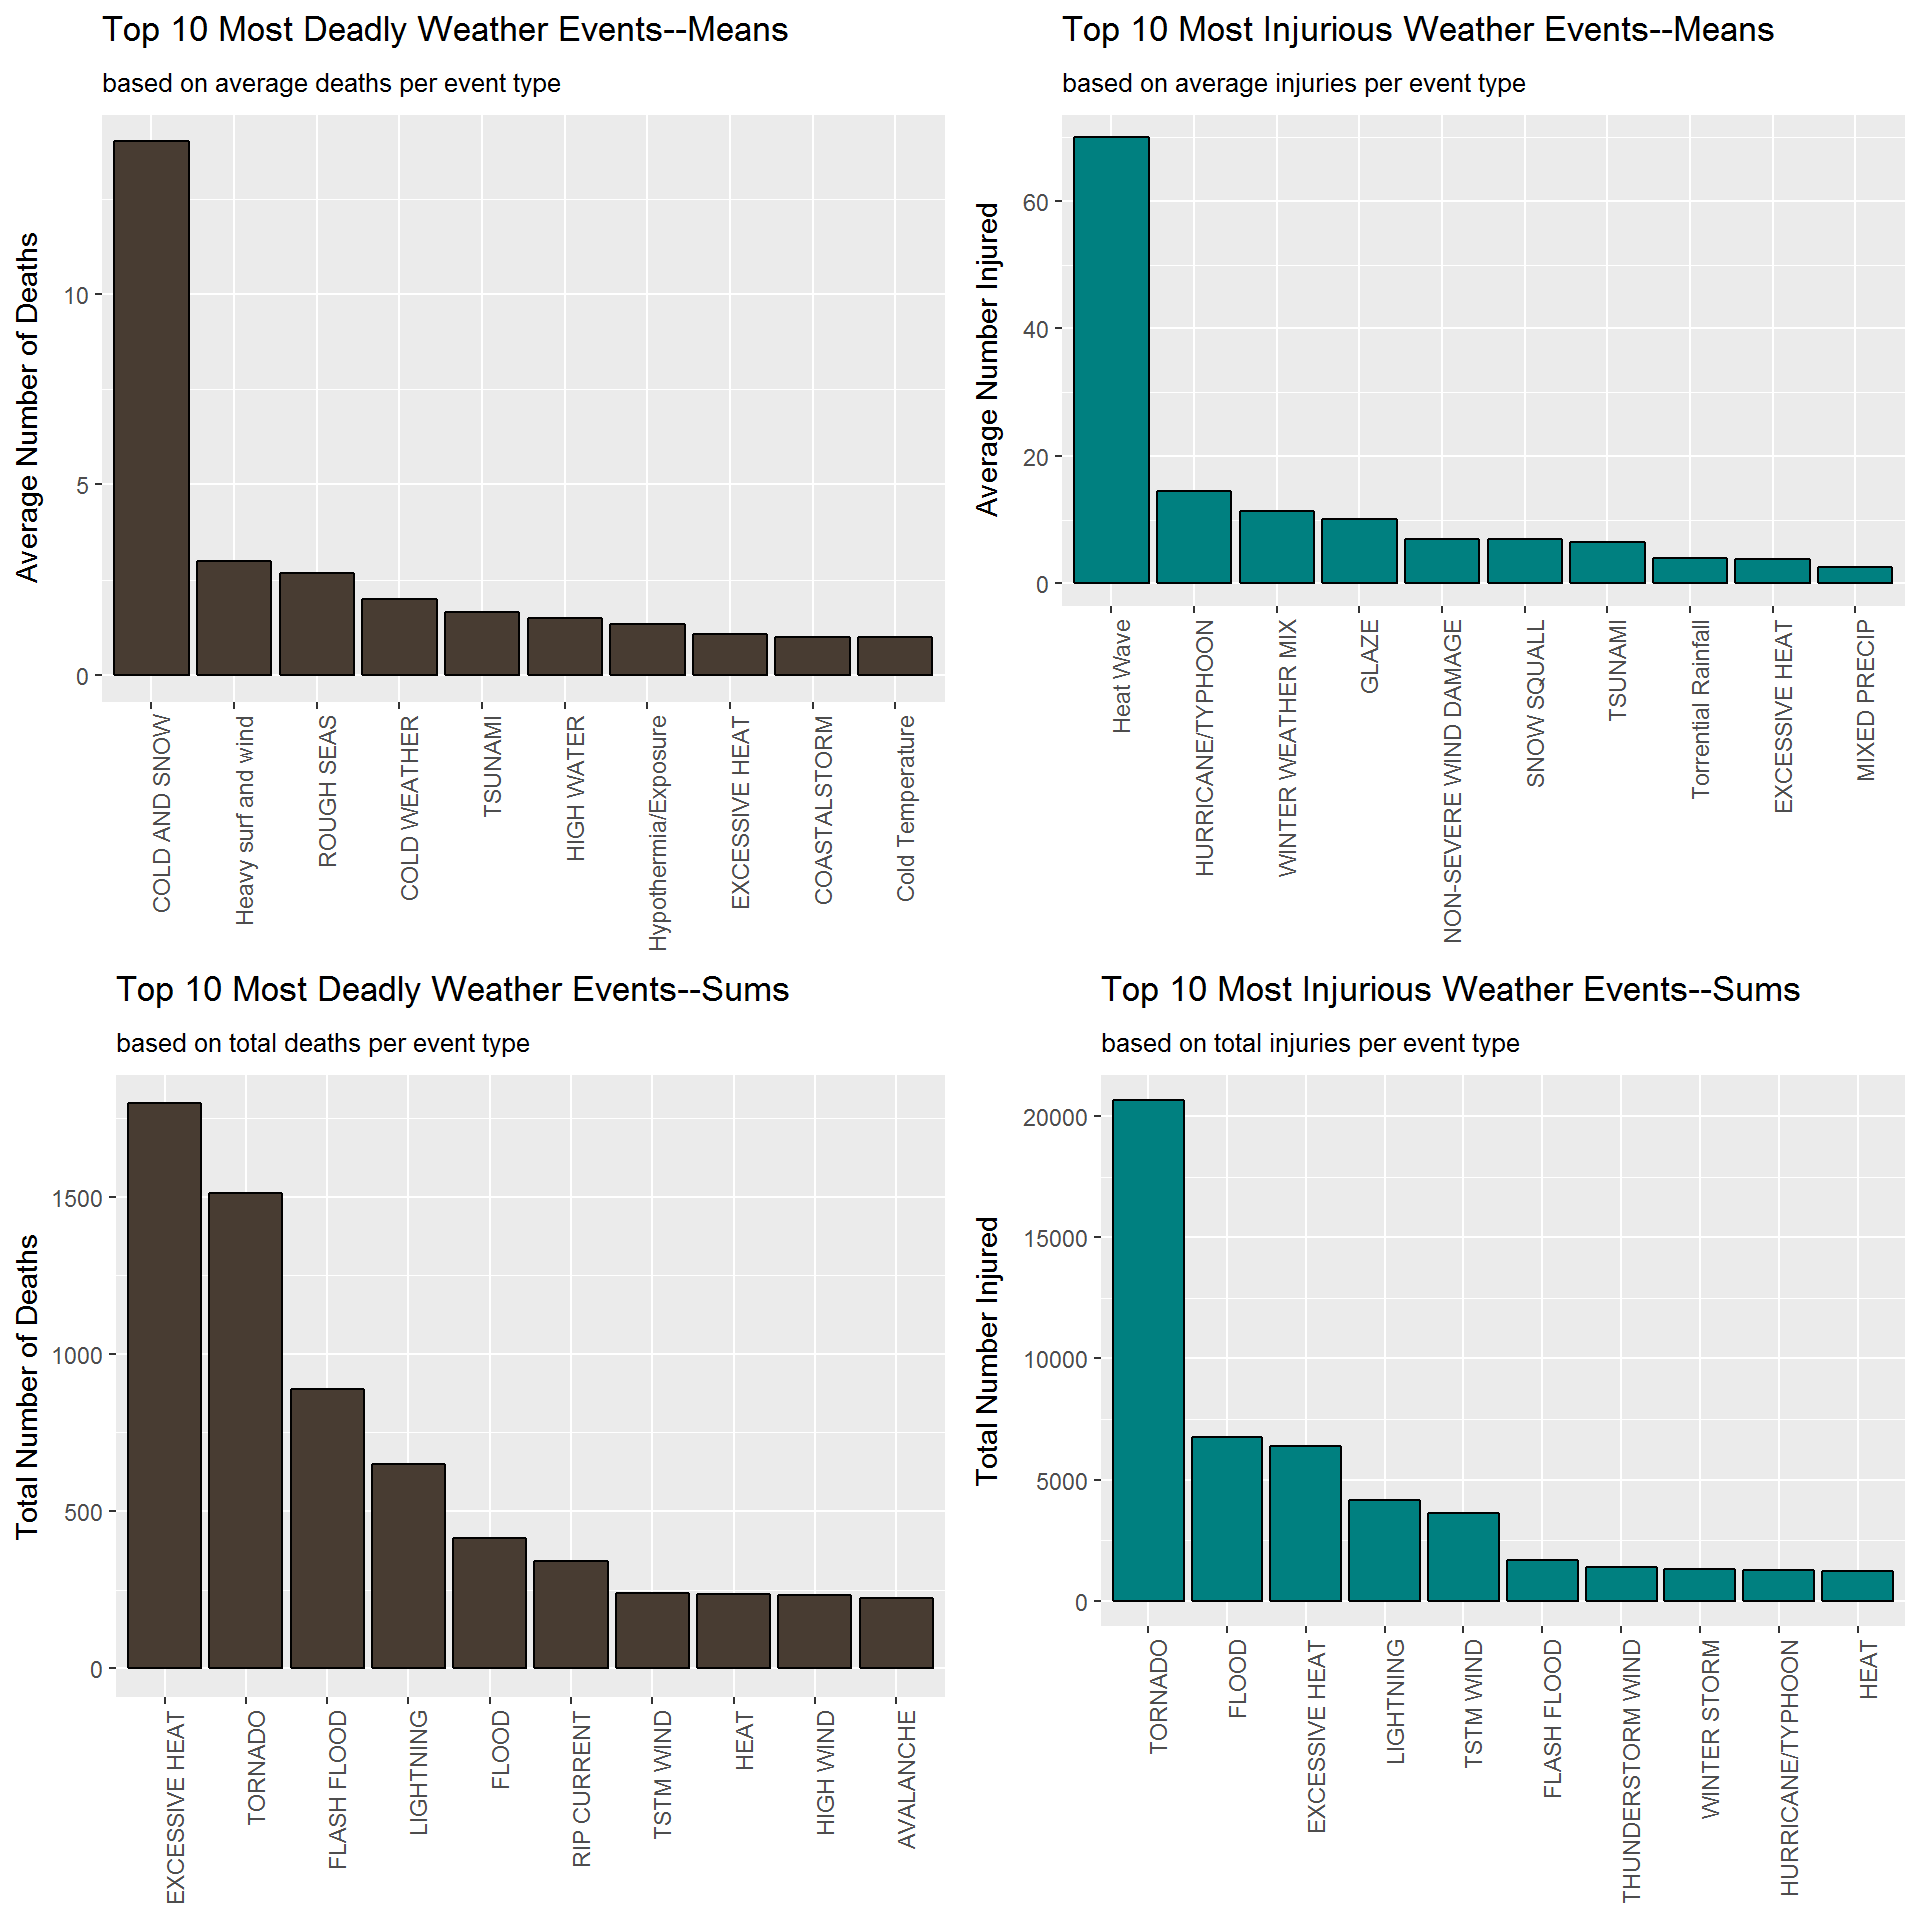 Top 10 Most Deadly Weather Events--Means
based on average deaths per event type
Average Number of Deaths
10
5
0
COLD AND SNOW
Heavy surf and wind
ROUGH SEAS
COLD WEATHER
TSUNAMI
HIGH WATER
Hypothermia/Exposure
EXCESSIVE HEAT
COASTALSTORM
Cold Temperature
Top 10 Most Injurious Weather Events--Means
based on average injuries per event type
Average Number Injured
60
40
20
0
Heat Wave
HURRICANE/TYPHOON
WINTER WEATHER MIX
GLAZE
NON-SEVERE WIND DAMAGE
SNOW SQUALL
TSUNAMI
Torrential Rainfall
EXCESSIVE HEAT
MIXED PRECIP
Top 10 Most Deadly Weather Events--Sums
based on total deaths per event type
Total Number of Deaths
1500
1000
500
0
EXCESSIVE HEAT
TORNADO
FLASH FLOOD
LIGHTNING
FLOOD
RIP CURRENT
TSTM WIND
HEAT
HIGH WIND
AVALANCHE
Top 10 Most Injurious Weather Events--Sums
based on total injuries per event type
Total Number Injured
20000
15000
10000
5000
0
TORNADO
FLOOD
EXCESSIVE HEAT
LIGHTNING
TSTM WIND
FLASH FLOOD
THUNDERSTORM WIND
WINTER STORM
HURRICANE/TYPHOON
HEAT